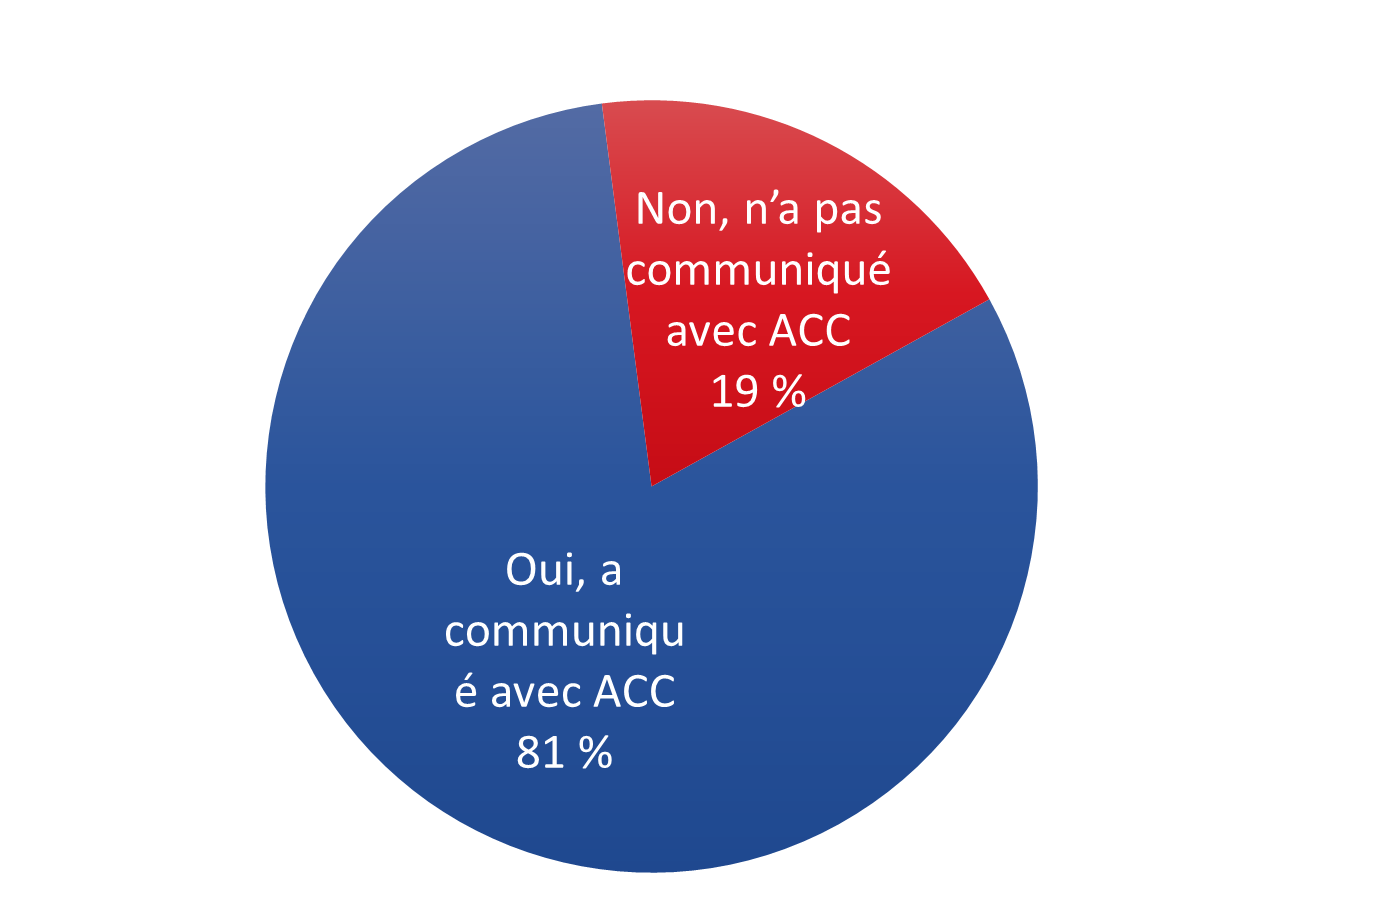 Non, n’a pas
communiqué
avec ACC
19 %
Oui, a
communiqu
é avec ACC
81 %